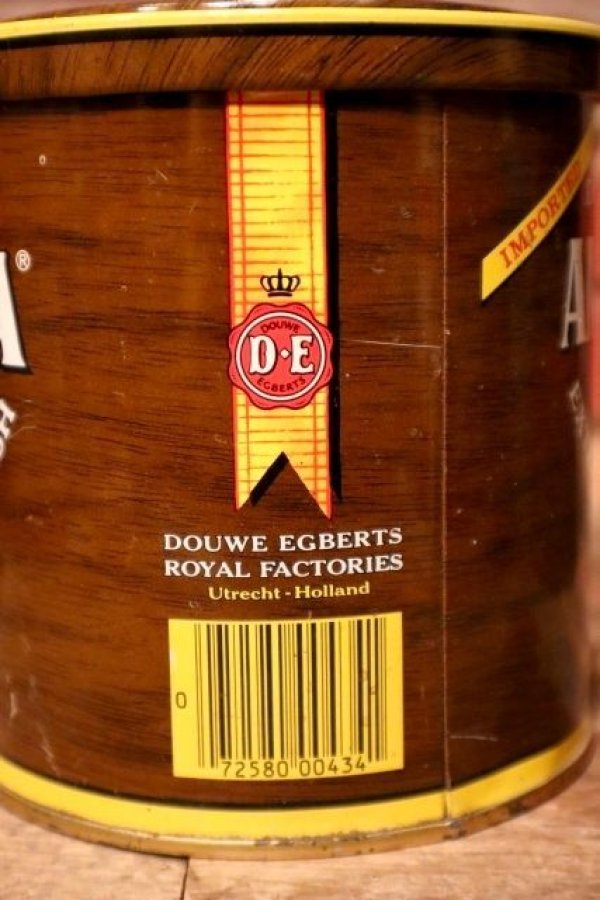 ®
IMPORTED
DOUWE
D·E
EGBERTS
DOUWE EGBERTS
ROYAL FACTORIES
Utrecht - Holland
0
72580 00434